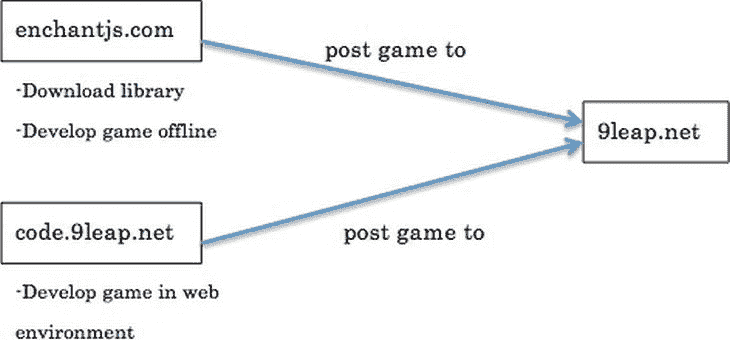 enchantjs.com
-Download library
-Develop game offline
post game to
9leap.net
code.9leap.net
post game to
-Develop game in web
environment